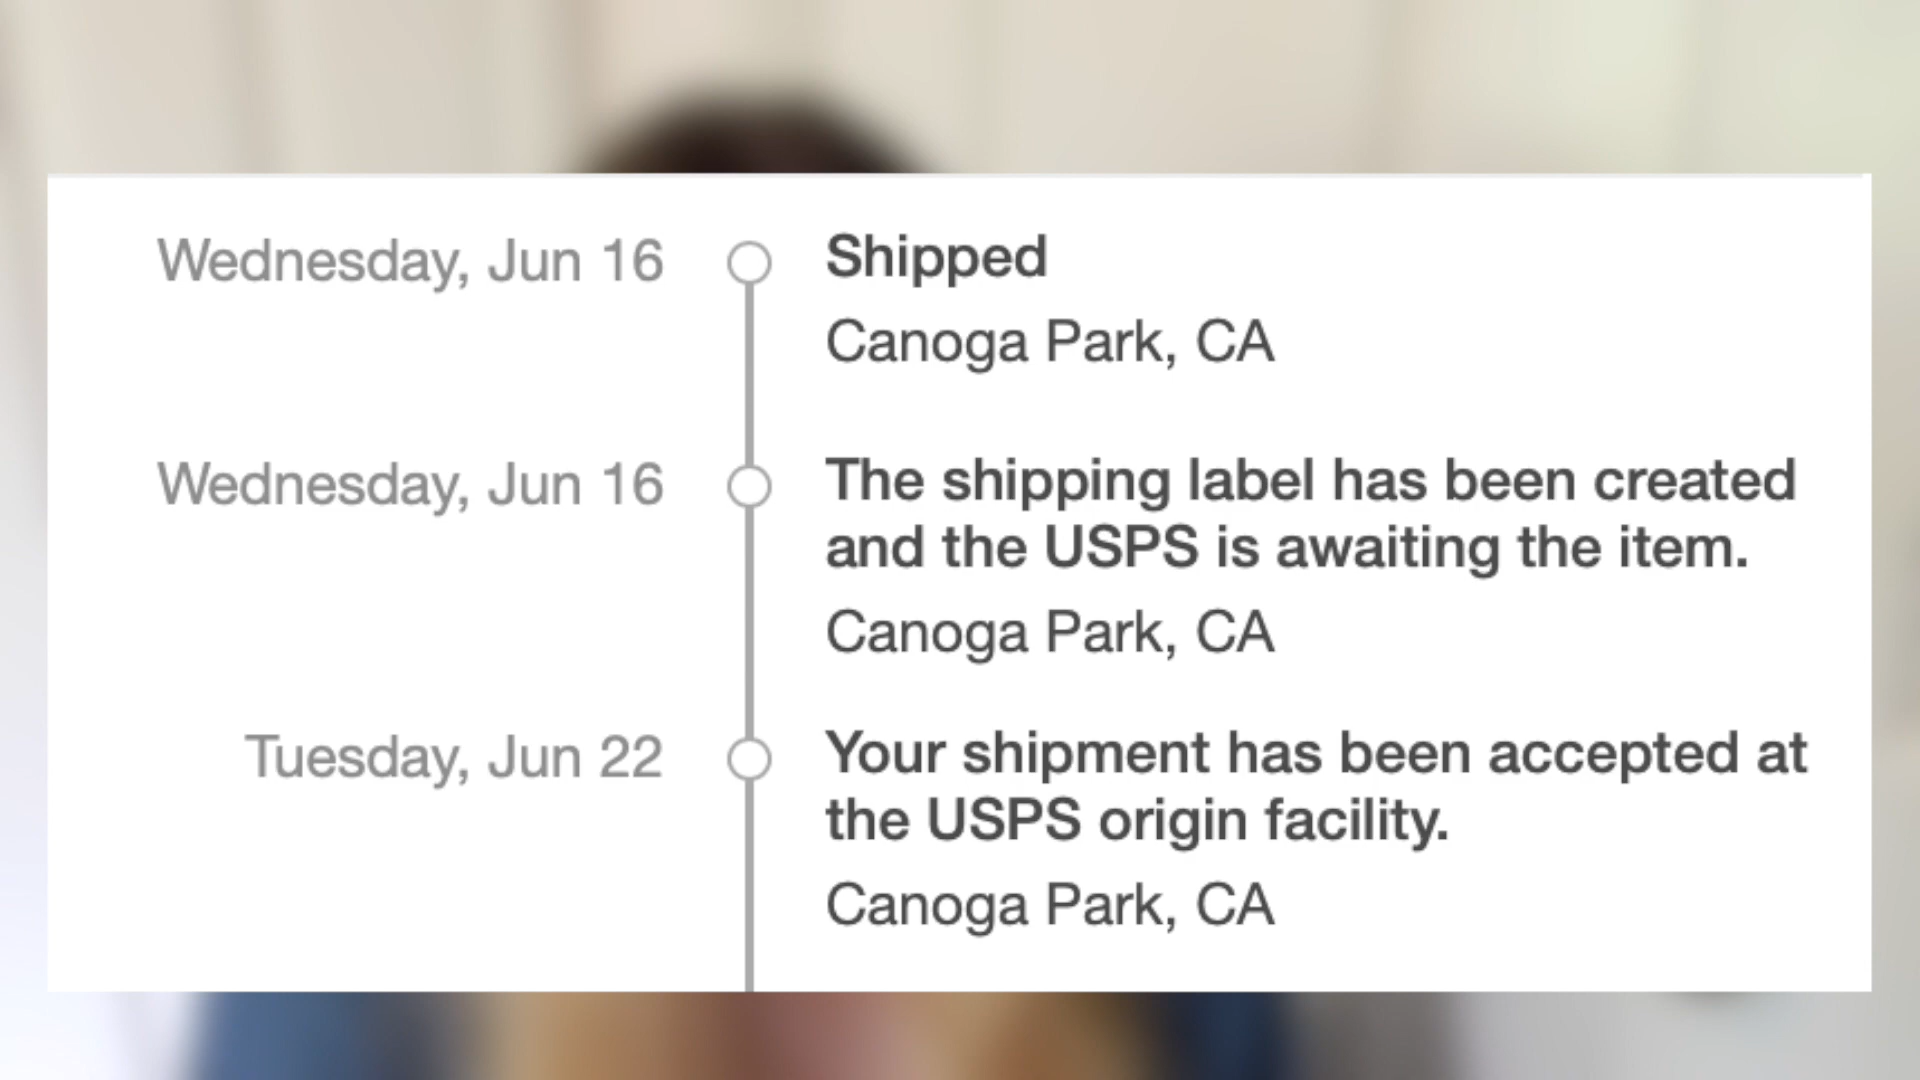 Wednesday, Jun 16
Shipped
Canoga Park, CA
Wednesday, Jun 16
The shipping label has been created
and the USPS is awaiting the item.
Canoga Park, CA
Tuesday, Jun 22
Your shipment has been accepted at
the USPS origin facility.
Canoga Park, CA